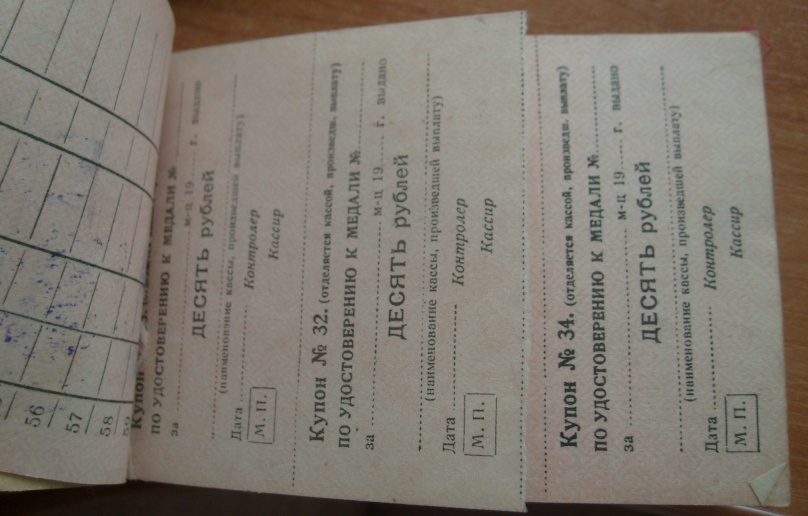 56
57
58
Купон №
ПО УДОСТОВЕРЕНИЮ К МЕДАЛИ №
за м-ц 19 г. выдано
ДЕСЯТЬ рублей
(наименование кассы, произведшей выплату)
Дата Контролер
М. П. Кассир
Купон № 32. (отделяется кассой, произведш. выплату)
ПО УДОСТОВЕРЕНИЮ К МЕДАЛИ №
за м-ц 19 г. выдано
ДЕСЯТЬ рублей
(наименование кассы, произведшей выплату)
Дата Контролер
М. П. Кассир
Купон № 34. (отделяется кассой, произведш. выплату)
ПО УДОСТОВЕРЕНИЮ К МЕДАЛИ №
за м-ц 19 г. выдано
ДЕСЯТЬ рублей
(наименование кассы, произведшей выплату)
Дата Контролер
М. П. Кассир